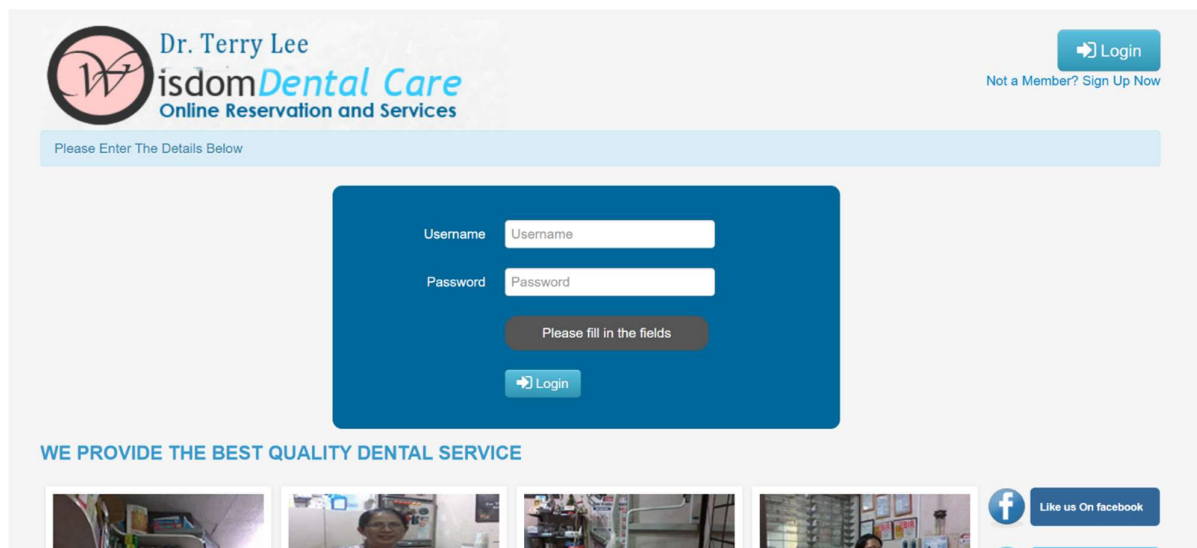 Dr. Terry Lee
Wisdom Dental Care
Online Reservation and Services
Login
Not a Member? Sign Up Now
Please Enter The Details Below
Username Username
Password Password
Please fill in the fields
Login
WE PROVIDE THE BEST QUALITY DENTAL SERVICE
Like us On facebook